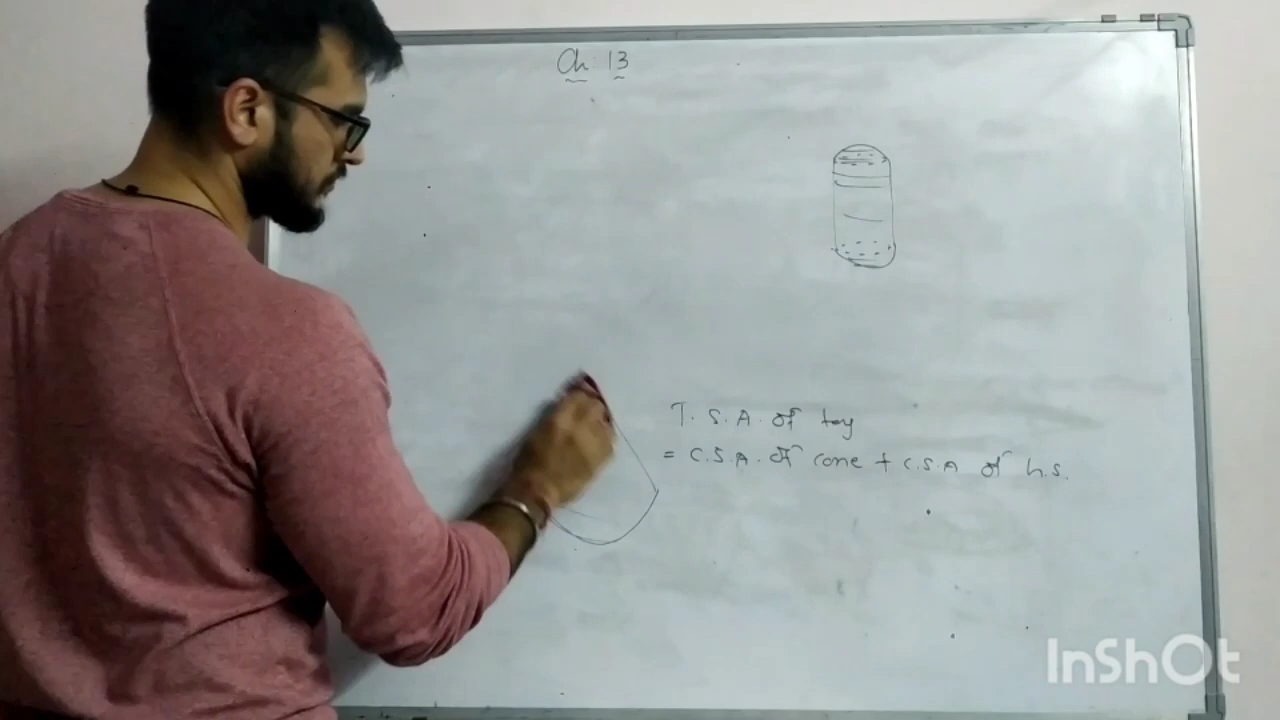 Ch. 13
T. S. A. of toy
= C.S.A. of cone + C.S.A of h.s.
InShOt